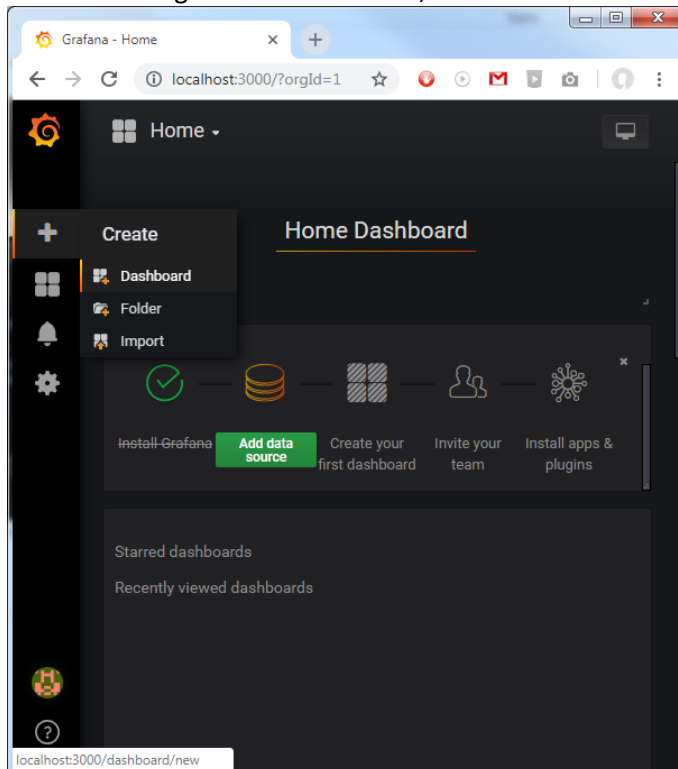 Grafana - Home
localhost:3000/?orgId=1
Home
Create
Home Dashboard
Dashboard
Folder
Import
Install Grafana
Add data
source
Create your
first dashboard
Invite your
team
Install apps &
plugins
Starred dashboards
Recently viewed dashboards
localhost:3000/dashboard/new